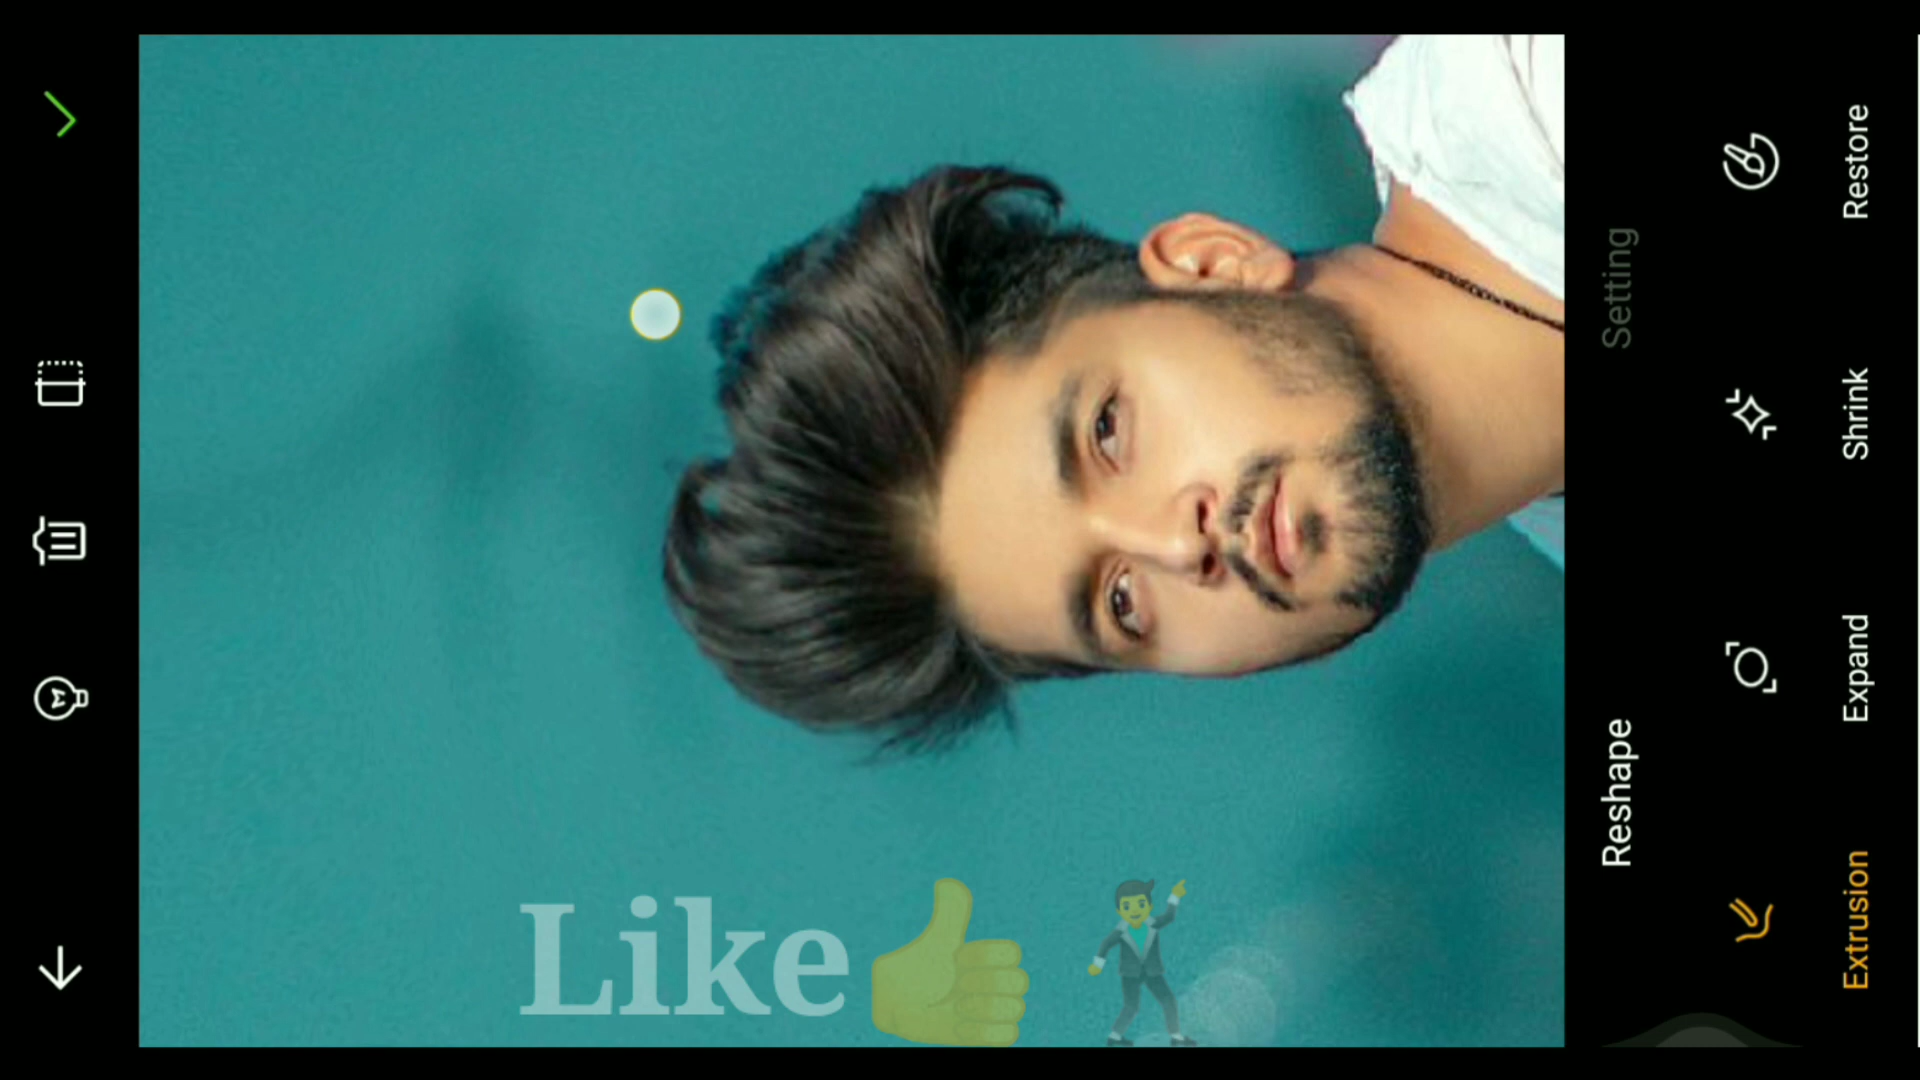 Like
Reshape
Setting
Extrusion
Expand
Shrink
Restore